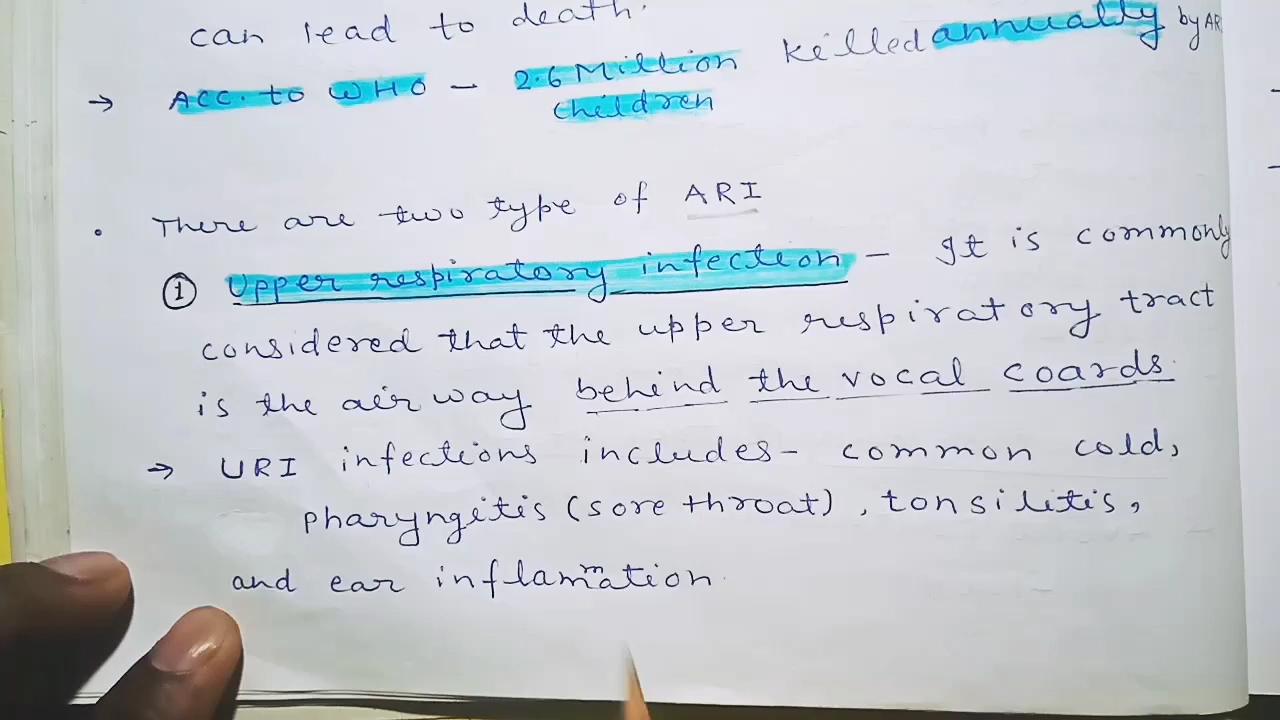 can lead to death.
→ Acc. to WHO - 2.6 Million killed annually by AR
children
• There are two type of ARI
① Upper respiratory infection - It is commonly
considered that the upper respiratory tract
is the airway behind the vocal coards.
→ URI infections includes - common cold,
pharyngitis (sore throat), tonsilitis,
and ear inflammation.